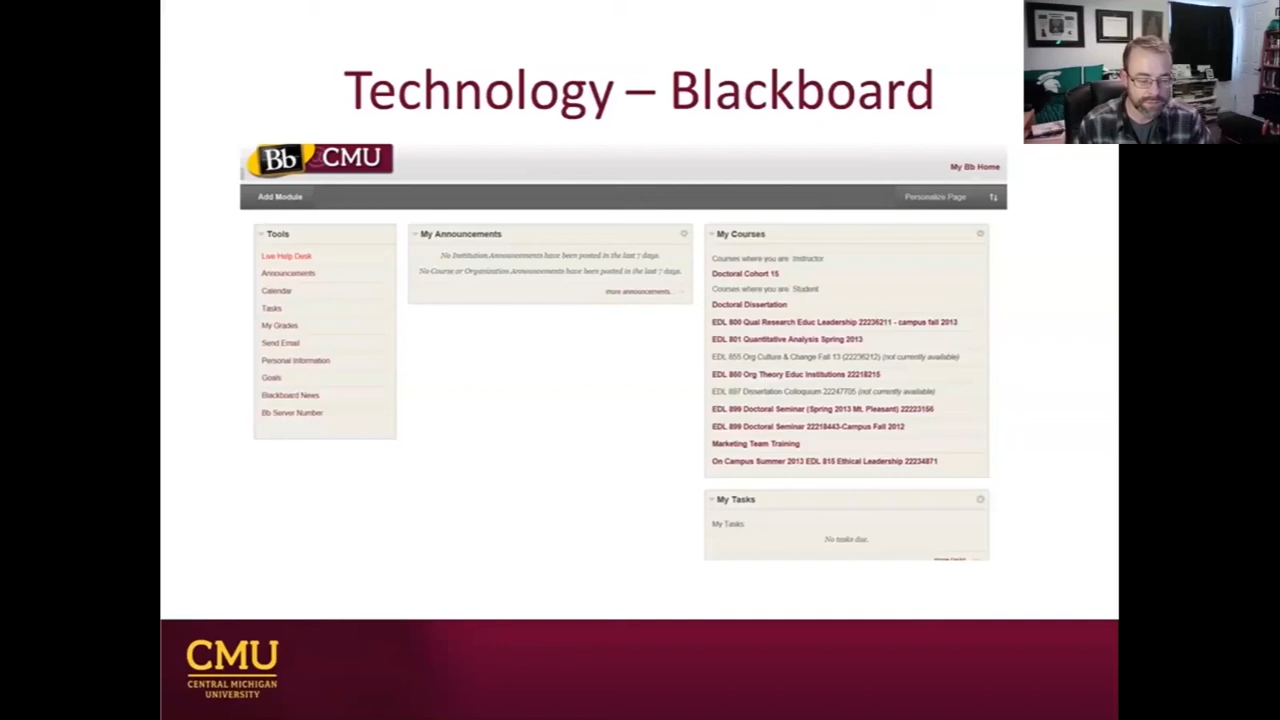 Technology – Blackboard
Bb @CMU
My Bb Home
Add Module
Personalize Page
Tools
Live Help Desk
Announcements
Calendar
Tasks
My Grades
Send Email
Personal Information
Goals
Blackboard News
Bb Server Number
My Announcements
No Institution Announcements have been posted in the last 7 days.
No Course or Organization Announcements have been posted in the last 7 days.
more announcements...
My Courses
Courses where you are: Instructor
Doctoral Cohort 15
Courses where you are: Student
Doctoral Dissertation
EDL 800 Qual Research Educ Leadership 22236211 - campus fall 2013
EDL 801 Quantitative Analysis Spring 2013
EDL 855 Org Culture & Change Fall 13 (22236212) (not currently available)
EDL 860 Org Theory Educ Institutions 22218215
EDL 897 Dissertation Colloquium 22247705 (not currently available)
EDL 899 Doctoral Seminar (Spring 2013 Mt. Pleasant) 22223156
EDL 899 Doctoral Seminar 22218443-Campus Fall 2012
Marketing Team Training
On Campus Summer 2013 EDL 815 Ethical Leadership 22234871
My Tasks
My Tasks:
No tasks due.
CMU
CENTRAL MICHIGAN
UNIVERSITY